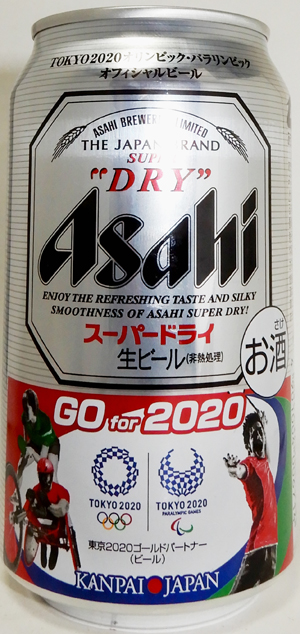 TOKYO2020オリンピック・パラリンピック
オフィシャルビール
ASAHI BREWERIES LIMITED
THE JAPAN BRAND
SUPER
"DRY"
Asahi
ENJOY THE REFRESHING TASTE AND SILKY
SMOOTHNESS OF ASAHI SUPER DRY!
スーパードライ
生ビール(非熱処理)
さけ
お酒
GO for 2020
TOKYO 2020
TOKYO 2020
PARALYMPIC GAMES
東京2020ゴールドパートナー
(ビール)
KANPAI JAPAN